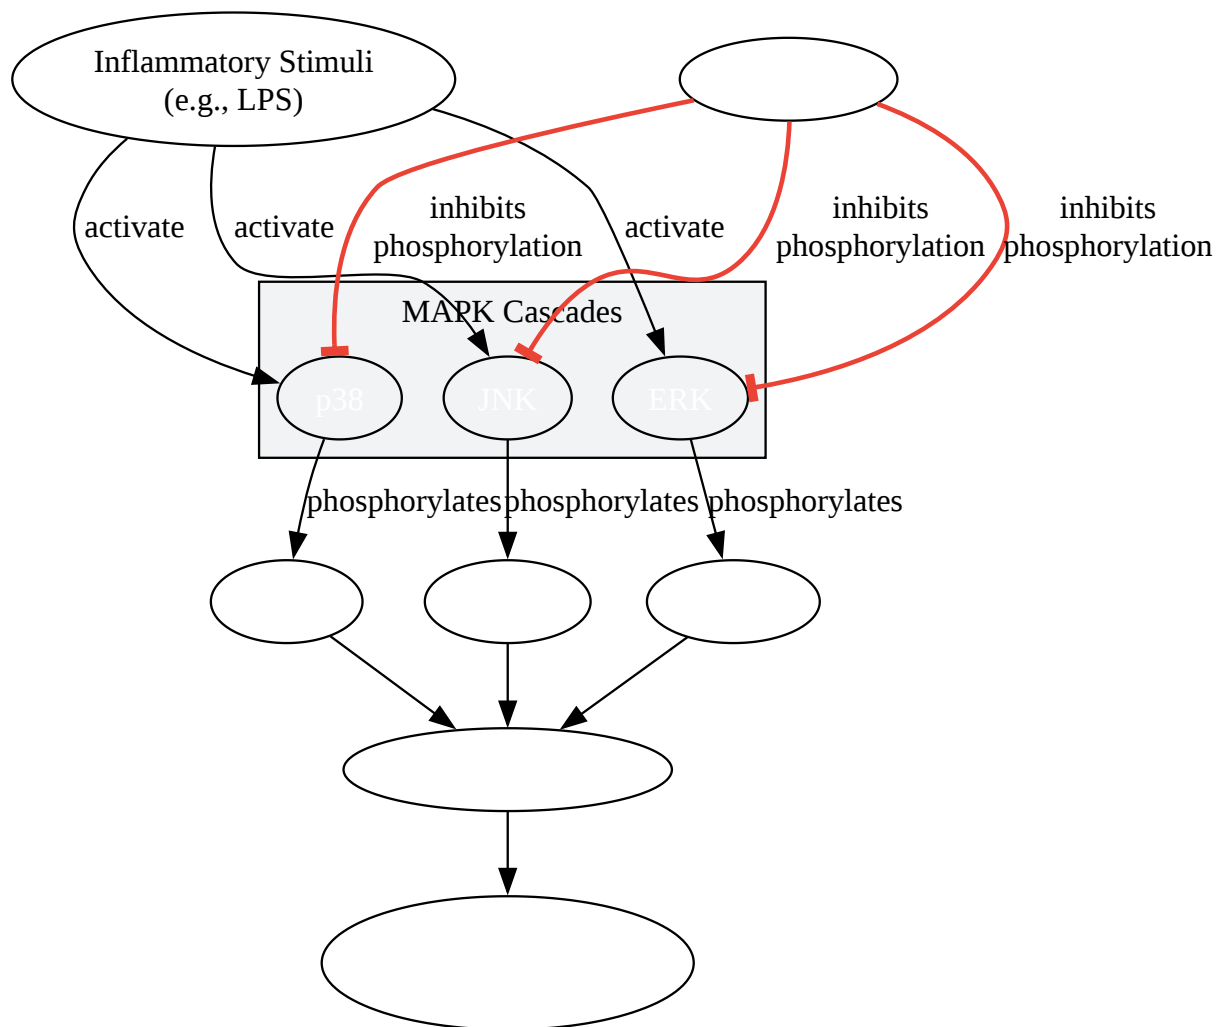 Inflammatory Stimuli
(e.g., LPS)
activate
activate
inhibits
phosphorylation
activate
inhibits
phosphorylation
inhibits
phosphorylation
MAPK Cascades
p38
JNK
ERK
phosphorylates
phosphorylates
phosphorylates